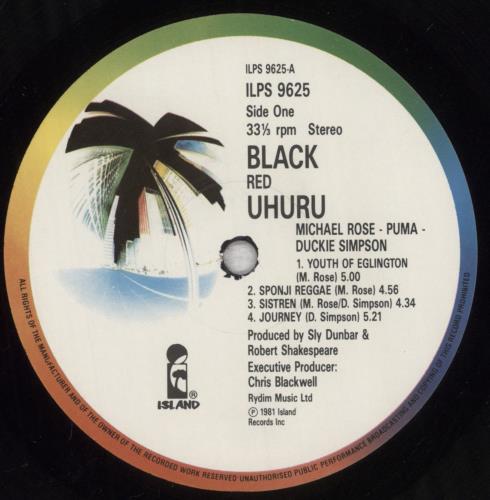 ILPS 9625-A
ILPS 9625
Side One
33⅓ rpm Stereo
BLACK
RED
UHURU
MICHAEL ROSE - PUMA -
DUCKIE SIMPSON
1. YOUTH OF EGLINGTON
(M. Rose) 5.00
2. SPONJI REGGAE (M. Rose) 4.56
3. SISTREN (M. Rose/D. Simpson) 4.34
4. JOURNEY (D. Simpson) 5.21
Produced by Sly Dunbar &
Robert Shakespeare
Executive Producer:
Chris Blackwell
Rydim Music Ltd
℗ 1981 Island
Records Inc
ISLAND®
ALL RIGHTS OF THE MANUFACTURER AND OF THE OWNER OF THE RECORDED WORK RESERVED UNAUTHORISED PUBLIC PERFORMANCE BROADCASTING AND COPYING OF THIS RECORD PROHIBITED